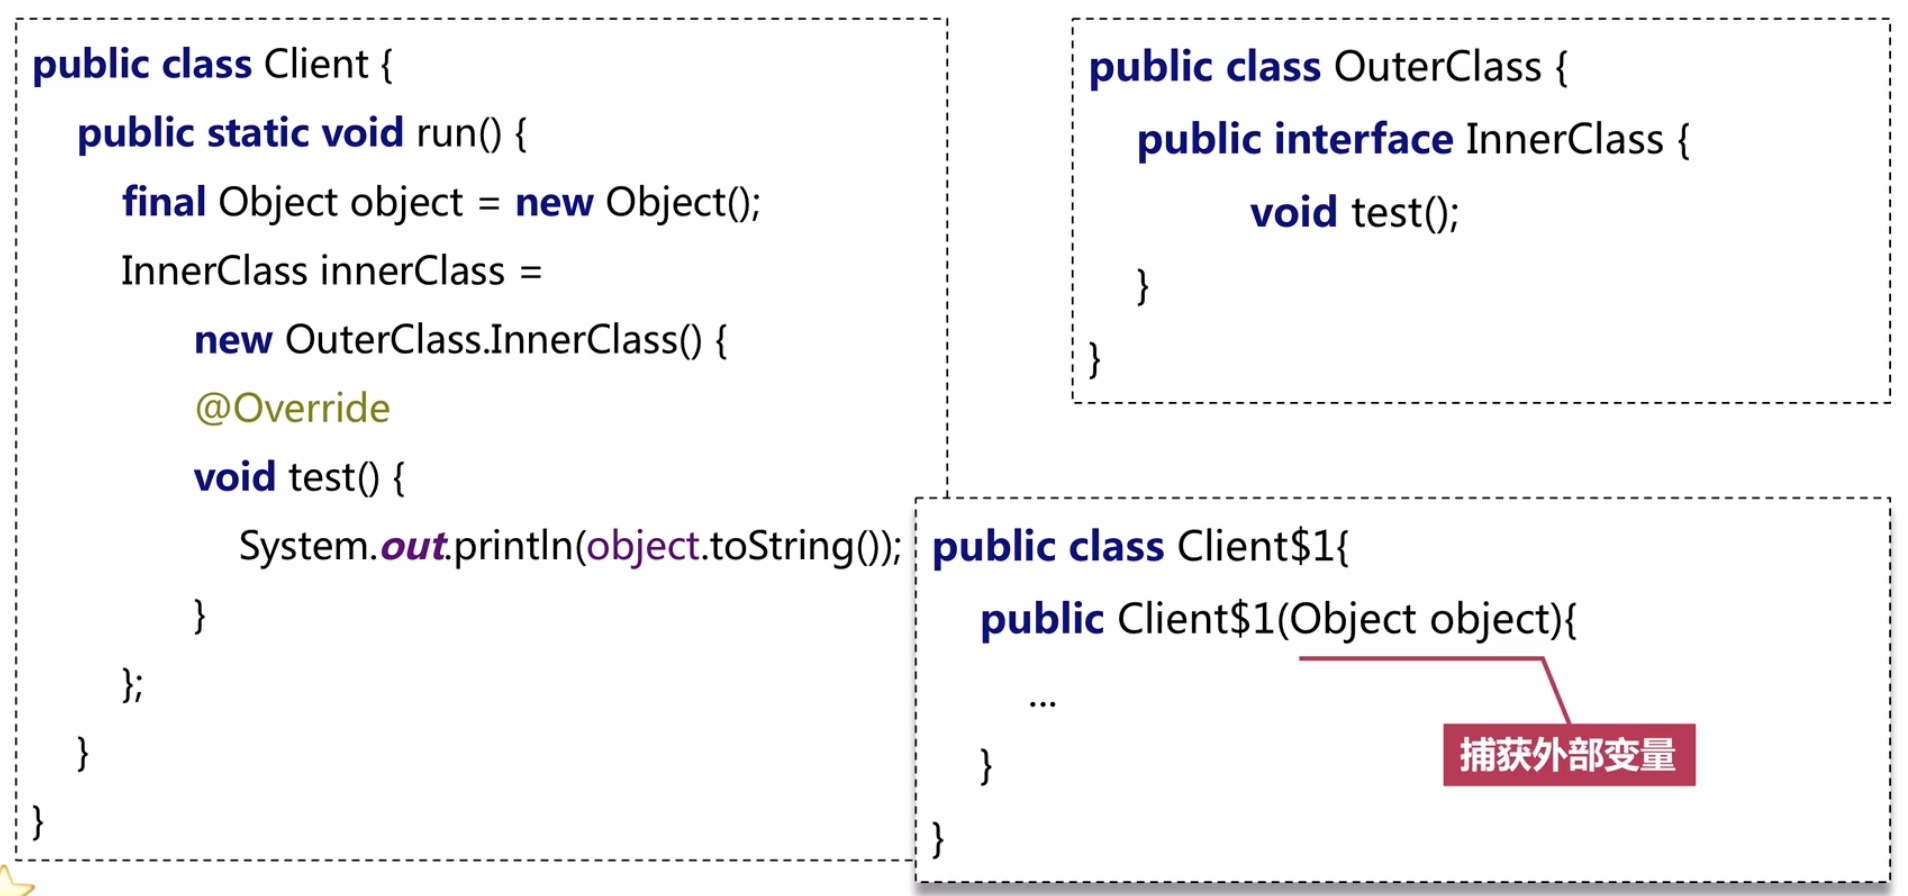 public class Client {
public static void run() {
final Object object = new Object();
InnerClass innerClass =
new OuterClass.InnerClass() {
@Override
void test() {
System.out.println(object.toString());
}
};
}
}
public class OuterClass {
public interface InnerClass {
void test();
}
}
public class Client$1{
public Client$1(Object object){
...
捕获外部变量
}
}